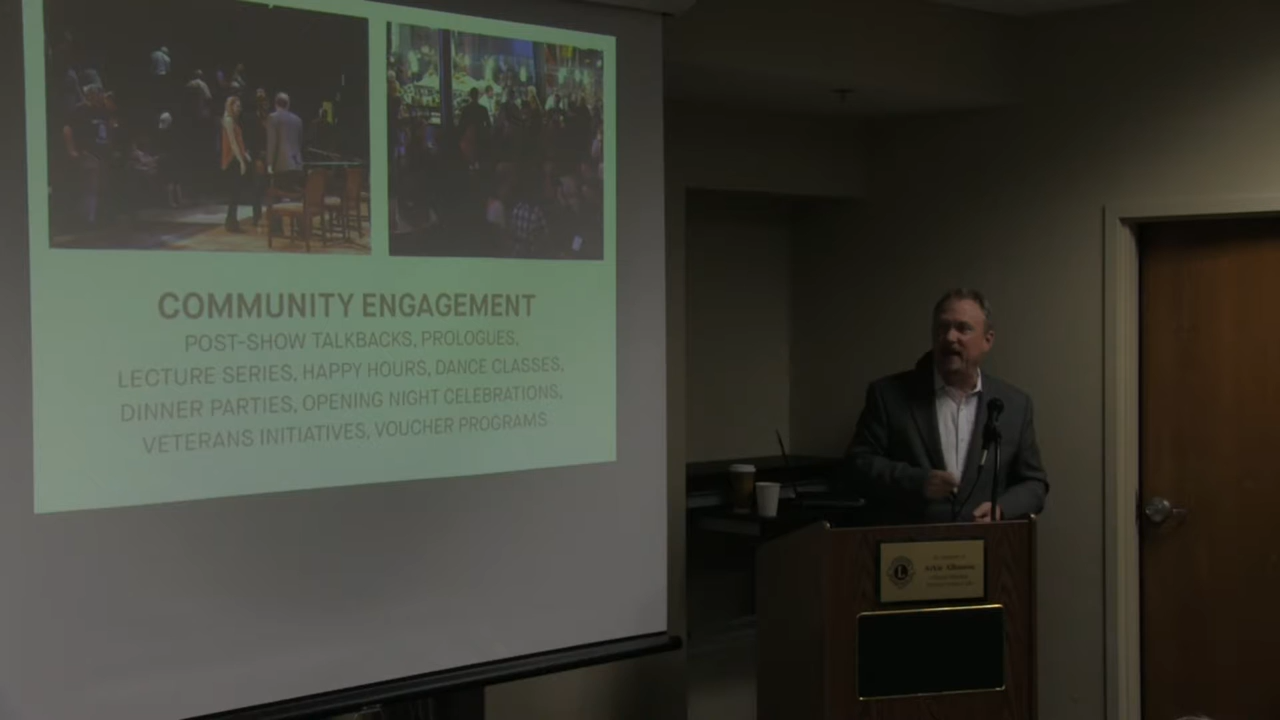 COMMUNITY ENGAGEMENT
POST-SHOW TALKBACKS, PROLOGUES,
LECTURE SERIES, HAPPY HOURS, DANCE CLASSES,
DINNER PARTIES, OPENING NIGHT CELEBRATIONS,
VETERANS INITIATIVES, VOUCHER PROGRAMS
L